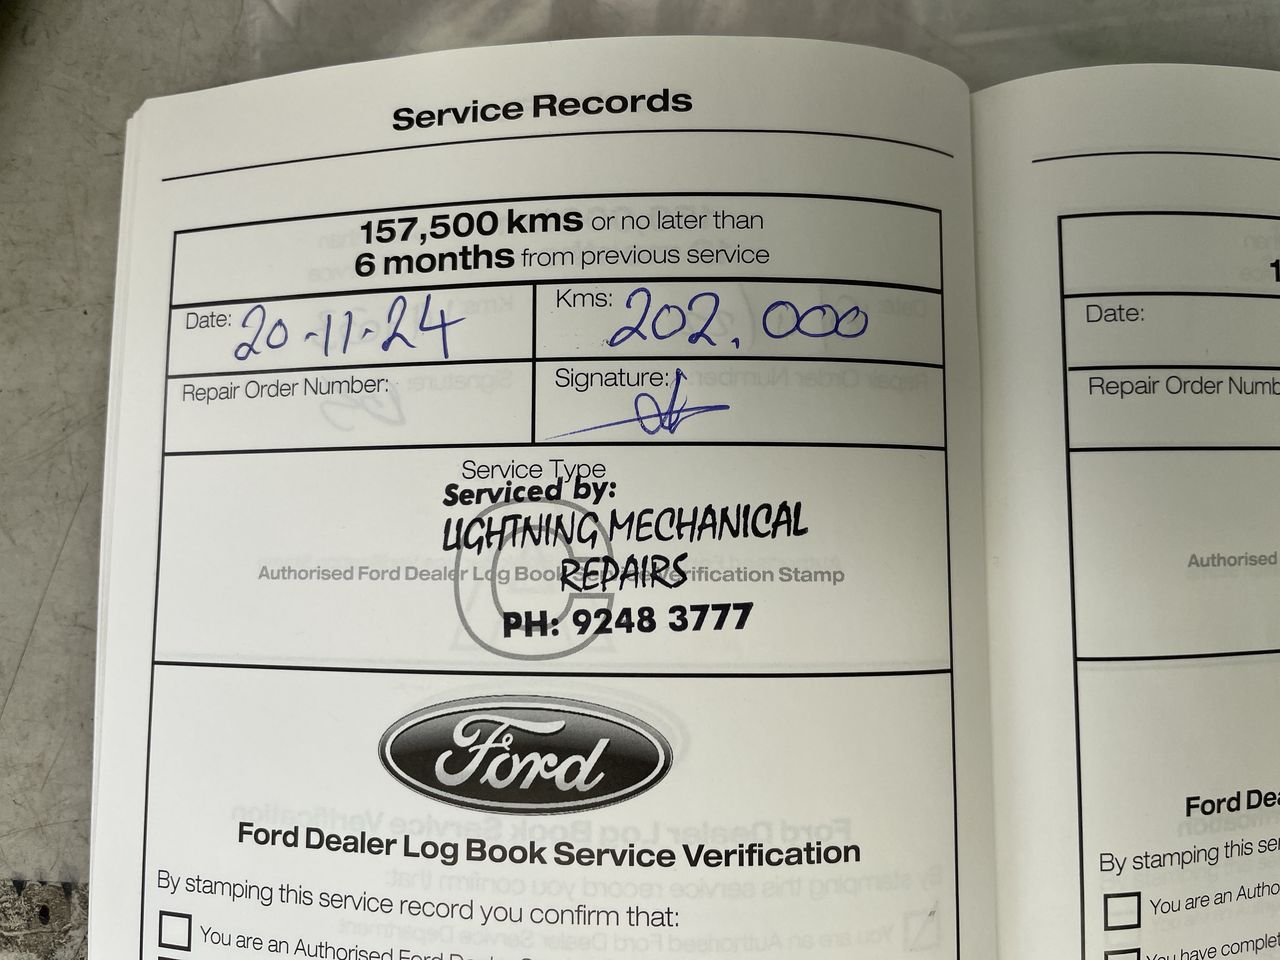 Service Records
157,500 kms or no later than
6 months from previous service
Date: 20-11-24
Kms: 202,000
Repair Order Number:
Signature:
Service Type
Serviced by:
LIGHTNING MECHANICAL
REPAIRS
C
Authorised Ford Dealer Log Book Service Verification Stamp
PH: 9248 3777
Ford
Ford Dealer Log Book Service Verification
By stamping this service record you confirm that:
You are an Authorised Ford Dealer
Date:
Repair Order Numb
Authorised
Ford Dea
By stamping this ser
You are an Autho
You have complet